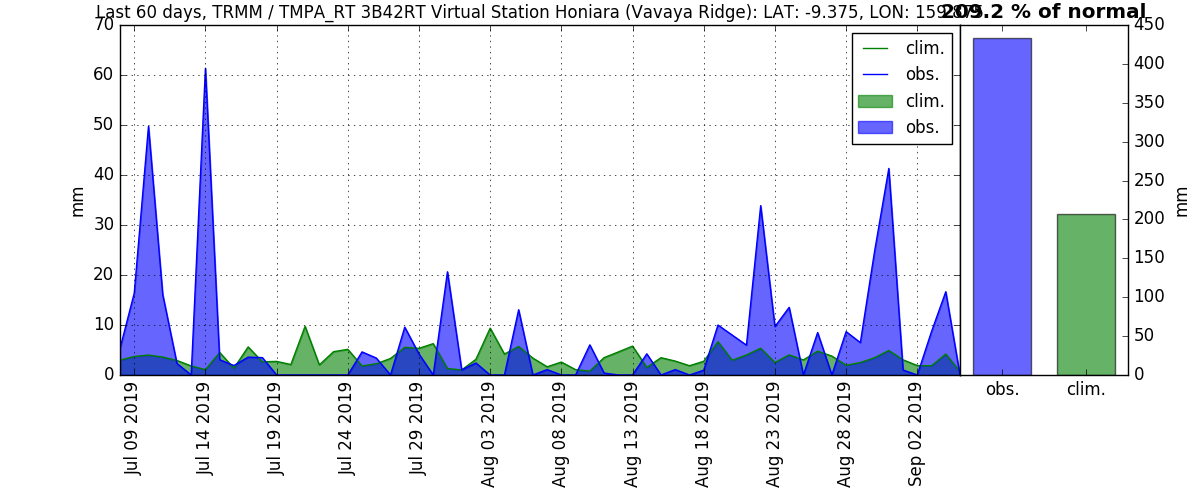 Last 60 days, TRMM / TMPA_RT 3B42RT Virtual Station Honiara (Vavaya Ridge): LAT: -9.375, LON: 159.875
209.2 % of normal
70
60
50
40
30
20
10
0
mm
clim.
obs.
clim.
obs.
450
400
350
300
250
200
150
100
50
0
mm
Jul 09 2019
Jul 14 2019
Jul 19 2019
Jul 24 2019
Jul 29 2019
Aug 03 2019
Aug 08 2019
Aug 13 2019
Aug 18 2019
Aug 23 2019
Aug 28 2019
Sep 02 2019
obs.
clim.